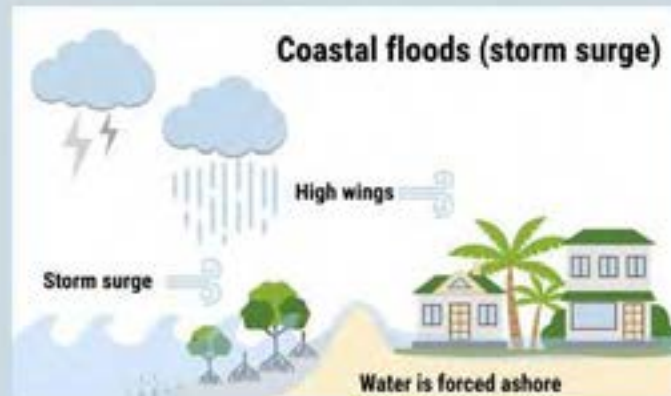 Coastal floods (storm surge)
High wings
Storm surge
Water is forced ashore